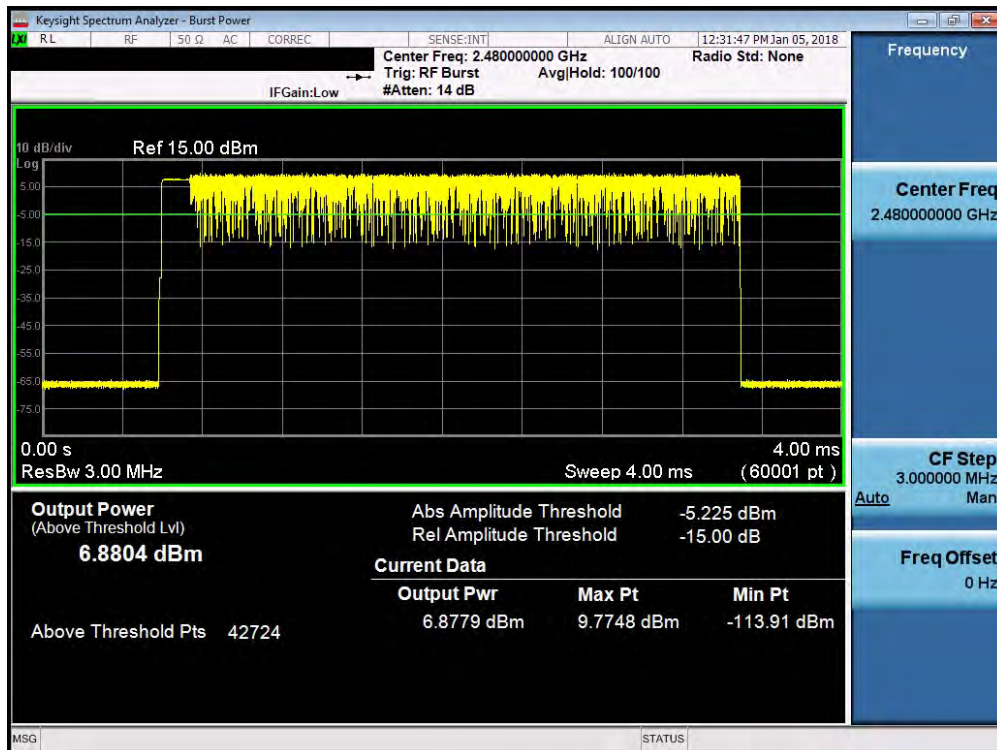 Keysight Spectrum Analyzer - Burst Power
LXI RL RF 50 Ω AC CORREC SENSE:INT ALIGN AUTO 12:31:47 PM Jan 05, 2018
Center Freq: 2.480000000 GHz Radio Std: None
Trig: RF Burst Avg|Hold: 100/100
IFGain:Low #Atten: 14 dB
Frequency
10 dB/div Ref 15.00 dBm
Log
5.00
-5.00
-15.0
-25.0
-35.0
-45.0
-55.0
-65.0
-75.0
0.00 s 4.00 ms
ResBw 3.00 MHz Sweep 4.00 ms (60001 pt)
Center Freq
2.480000000 GHz
CF Step
3.000000 MHz
Auto Man
Freq Offset
0 Hz
Output Power
(Above Threshold Lvl)
6.8804 dBm
Above Threshold Pts 42724
Abs Amplitude Threshold -5.225 dBm
Rel Amplitude Threshold -15.00 dB
Current Data
Output Pwr Max Pt Min Pt
6.8779 dBm 9.7748 dBm -113.91 dBm
MSG STATUS